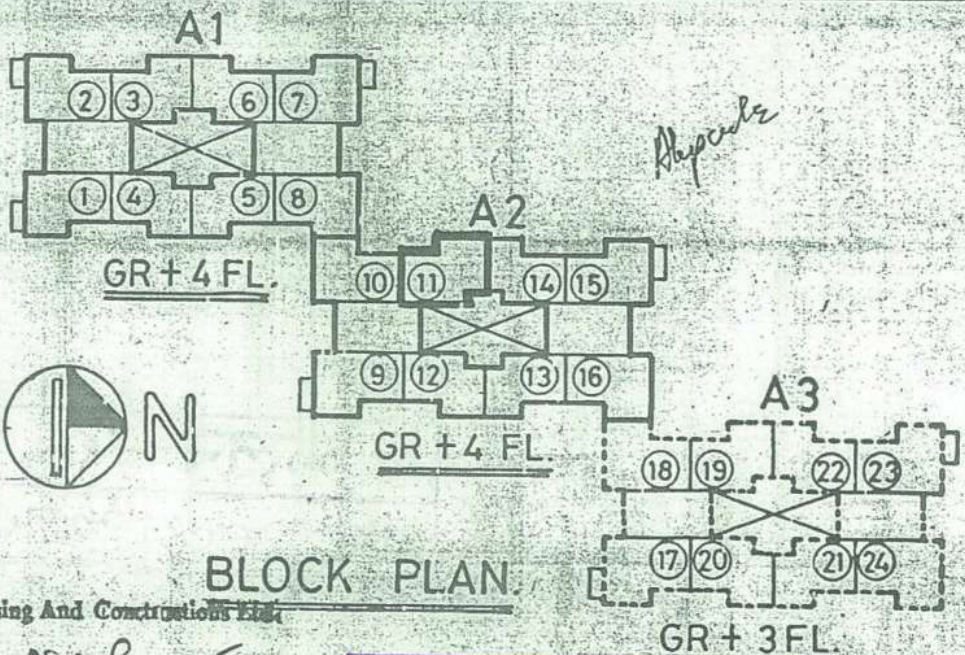 A1
2 3 6 7
1 4 5 8
GR + 4 FL.
A2
10 11 14 15
9 12 13 16
GR + 4 FL.
N
A3
18 19 22 23
17 20 21 24
GR + 3 FL.
BLOCK PLAN.
sing And Constructions